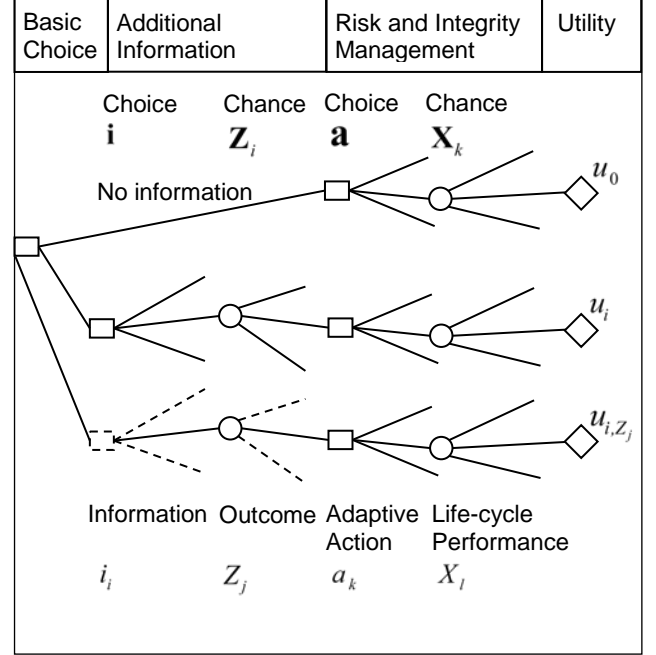 Basic Choice
Additional Information
Risk and Integrity Management
Utility
Choice Chance Choice Chance
i Z_i a X_k
No information
u_0
u_i
u_{i,Z_j}
Information Outcome Adaptive Action Life-cycle Performance
i_i Z_j a_k X_l